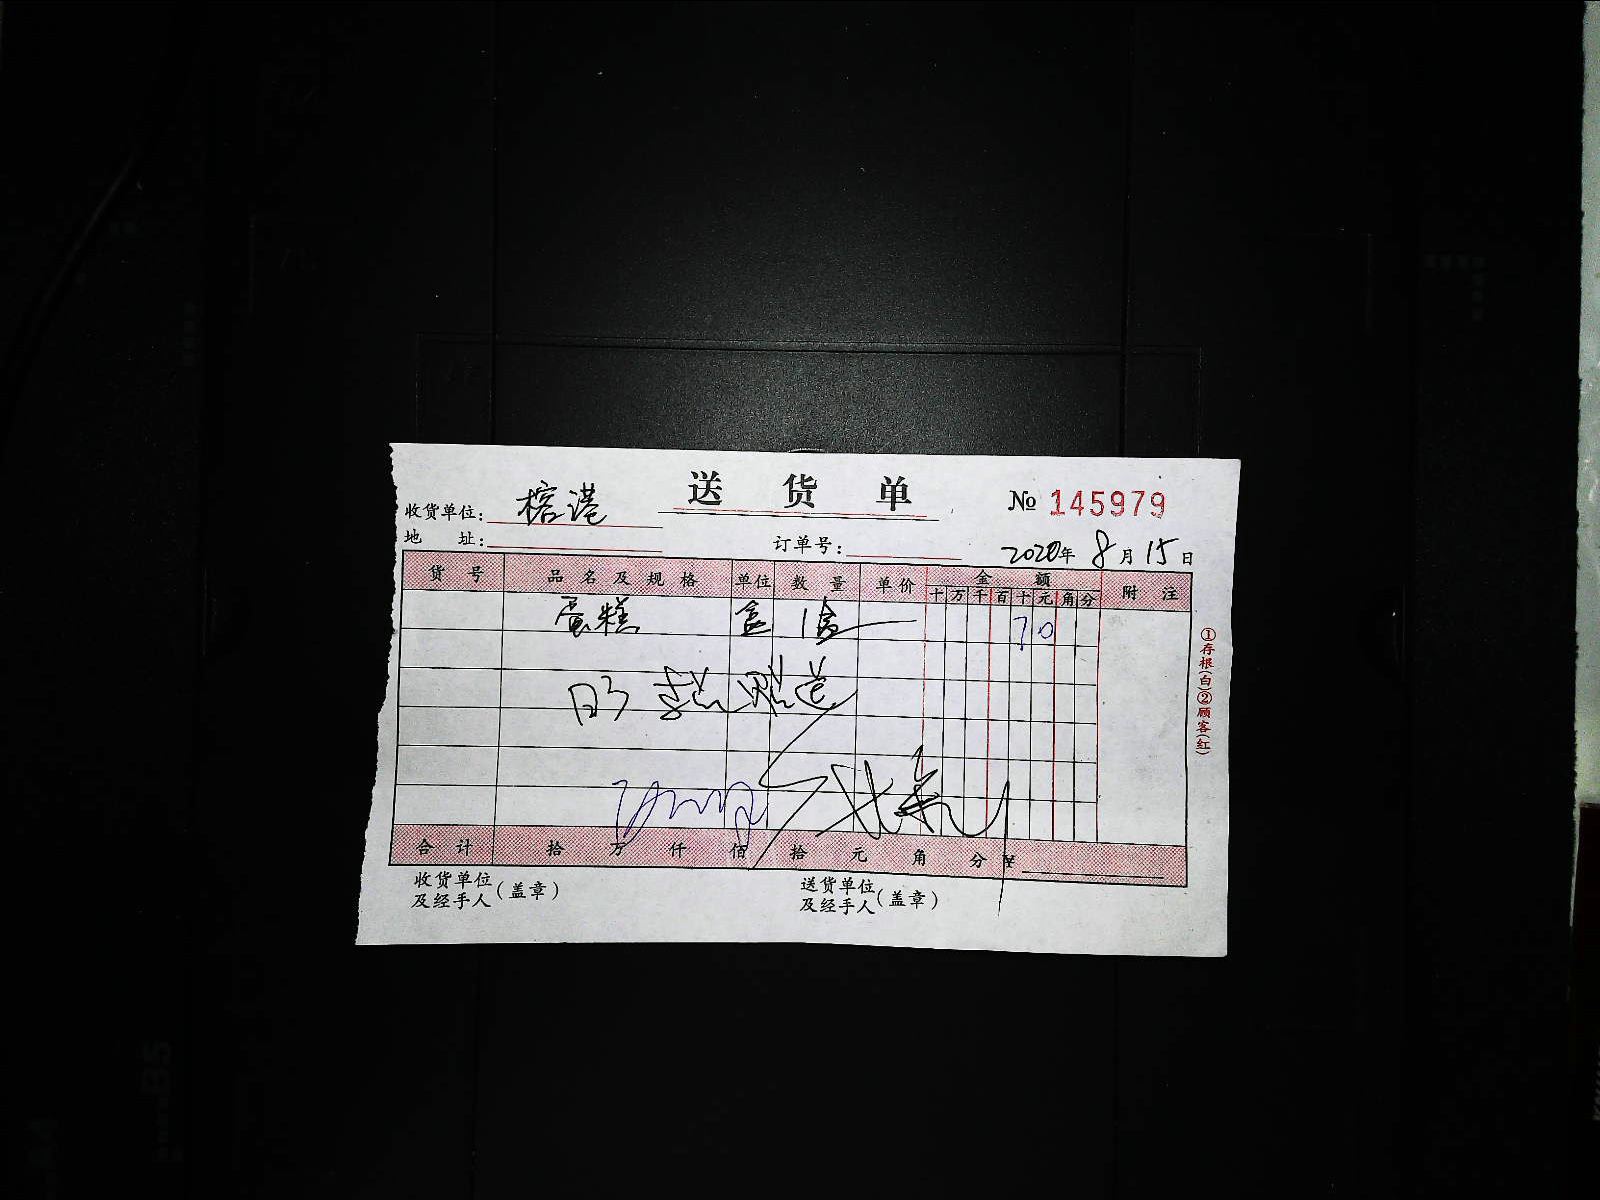 送货单
№ 145979
收货单位: 榕港
地址:
订单号:
2020年 8月 15日
货号 品名及规格 单位 数量 单价 金额 附注
十万千百十元角分
蛋糕 盒 1盒 70
合计 拾 万 仟 佰 拾 元 角 分 ¥
收货单位及经手人(盖章)
送货单位及经手人(盖章)
①存根(白)②顾客(红)